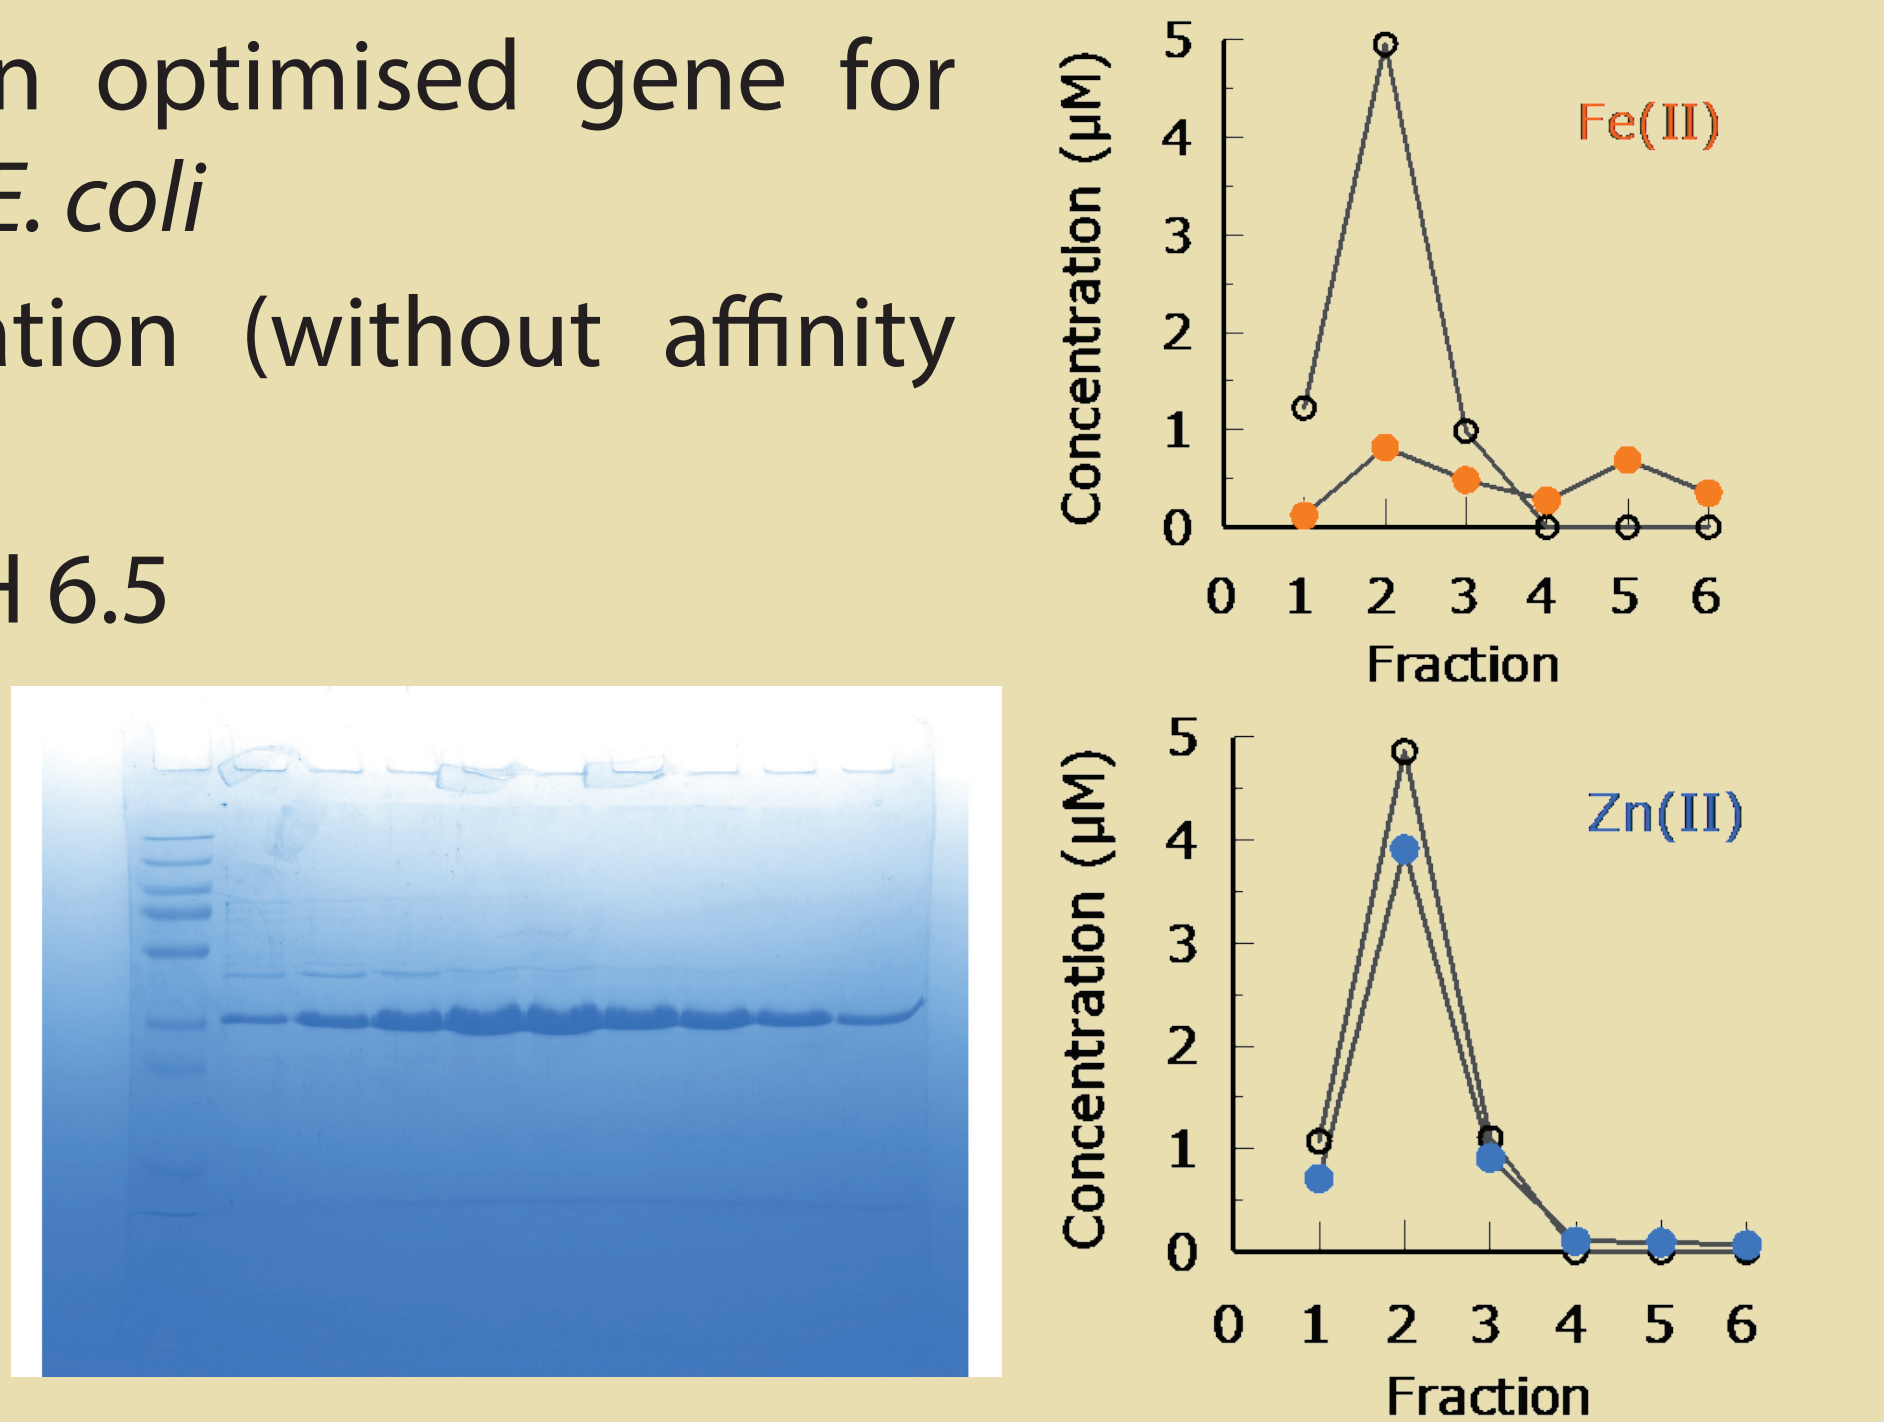 n optimised gene for
E. coli
ation (without affinity
H 6.5
5
4
3
2
1
0
Concentration (µM)
Fe(II)
0 1 2 3 4 5 6
Fraction
5
4
3
2
1
0
Concentration (µM)
Zn(II)
0 1 2 3 4 5 6
Fraction